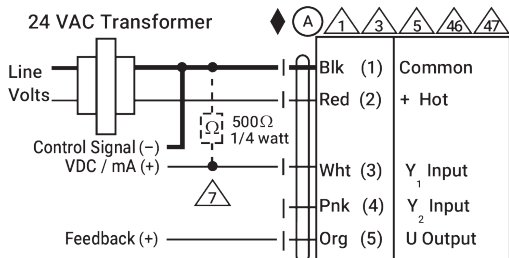 24 VAC Transformer
A 1 3 5 46 47
Line
Volts
Blk (1) Common
Red (2) + Hot
Ω 500Ω
1/4 watt
Control Signal (–)
VDC / mA (+)
Wht (3) Y₁ Input
7
Pnk (4) Y₂ Input
Feedback (+)
Org (5) U Output